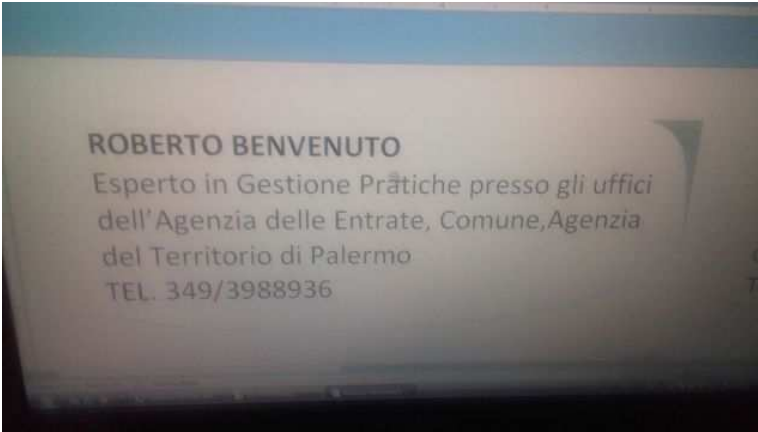 ROBERTO BENVENUTO
Esperto in Gestione Pratiche presso gli uffici
dell'Agenzia delle Entrate, Comune,Agenzia
del Territorio di Palermo
TEL. 349/3988936